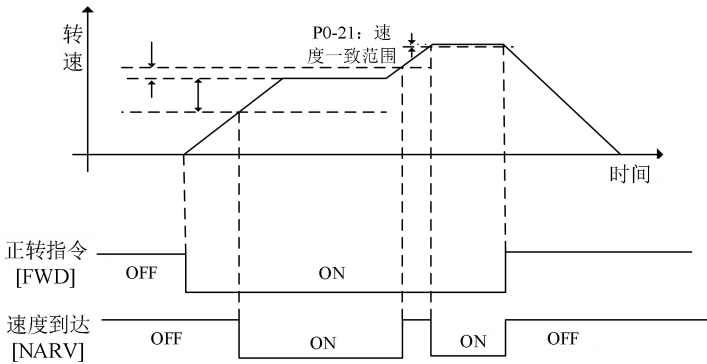 转
速
P0-21：速
度一致范围
时间
正转指令
[FWD]
OFF
ON
速度到达
[NARV]
OFF
ON
ON
OFF